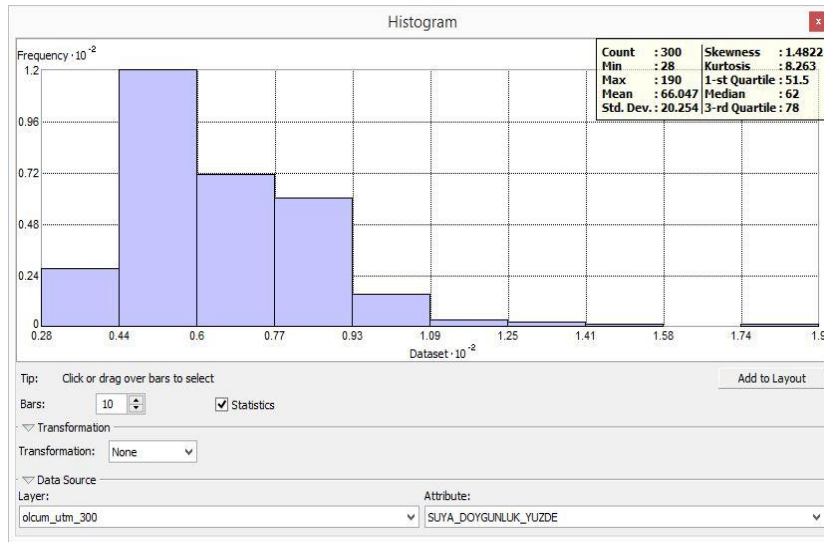 Histogram
x
Frequency · 10 -2
Count : 300 Skewness : 1.4822
Min : 28 Kurtosis : 8.263
Max : 190 1-st Quartile : 51.5
Mean : 66.047 Median : 62
Std. Dev. : 20.254 3-rd Quartile : 78
1.2
0.96
0.72
0.48
0.24
0
0.28 0.44 0.6 0.77 0.93 1.09 1.25 1.41 1.58 1.74 1.9
Dataset · 10 -2
Tip: Click or drag over bars to select
Add to Layout
Bars: 10 Statistics
Transformation
Transformation: None
Data Source
Layer: Attribute:
olcum_utm_300 SUYA_DOYGUNLUK_YUZDE